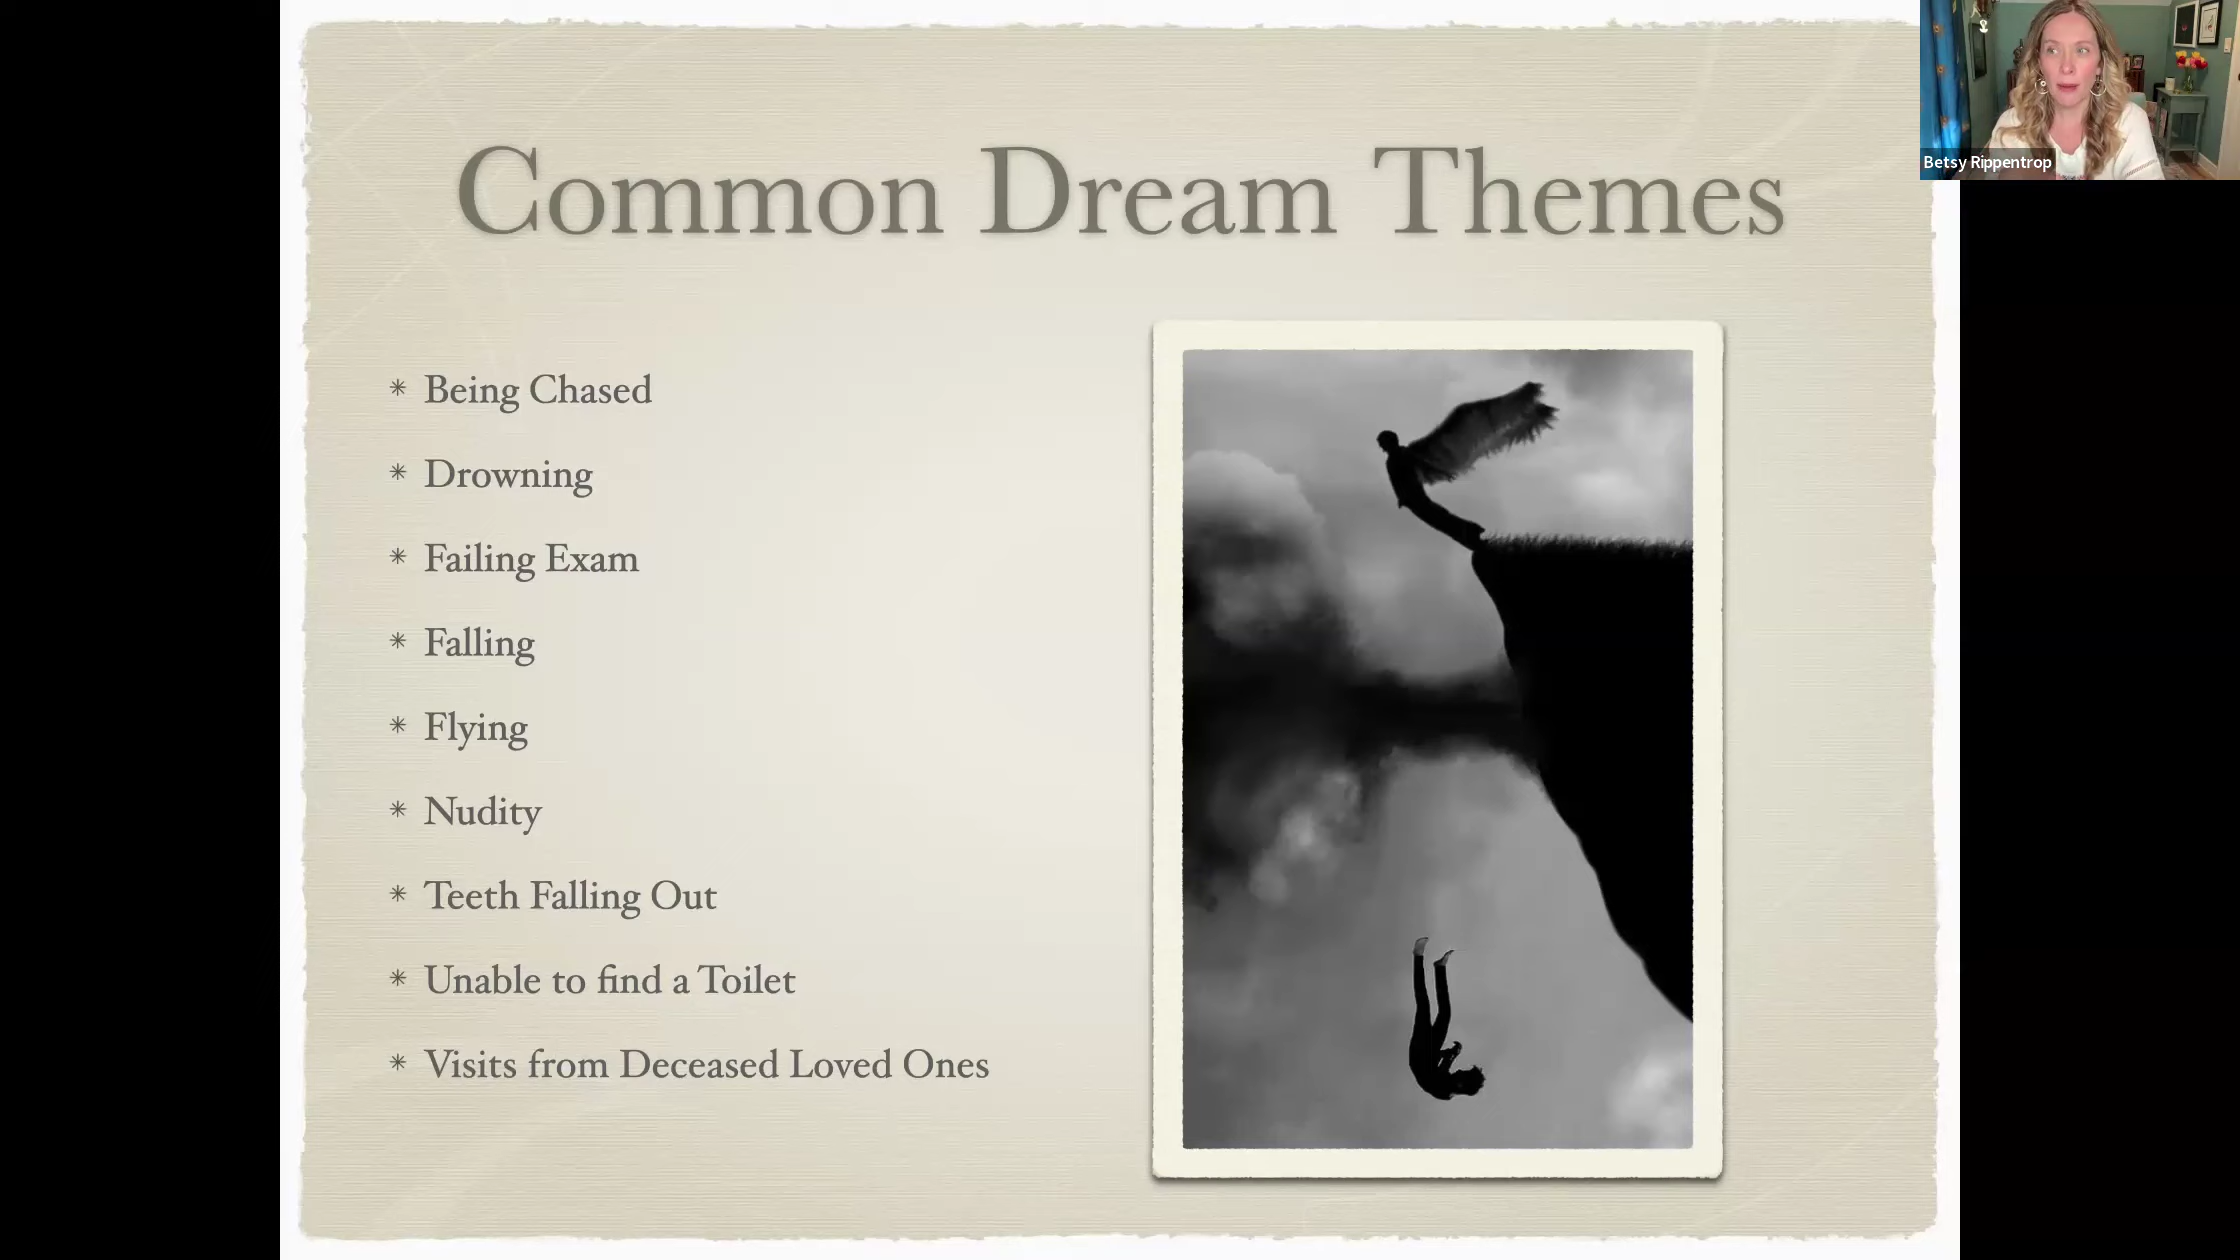 Common Dream Themes
Being Chased
Drowning
Failing Exam
Falling
Flying
Nudity
Teeth Falling Out
Unable to find a Toilet
Visits from Deceased Loved Ones
Betsy Rippentrop